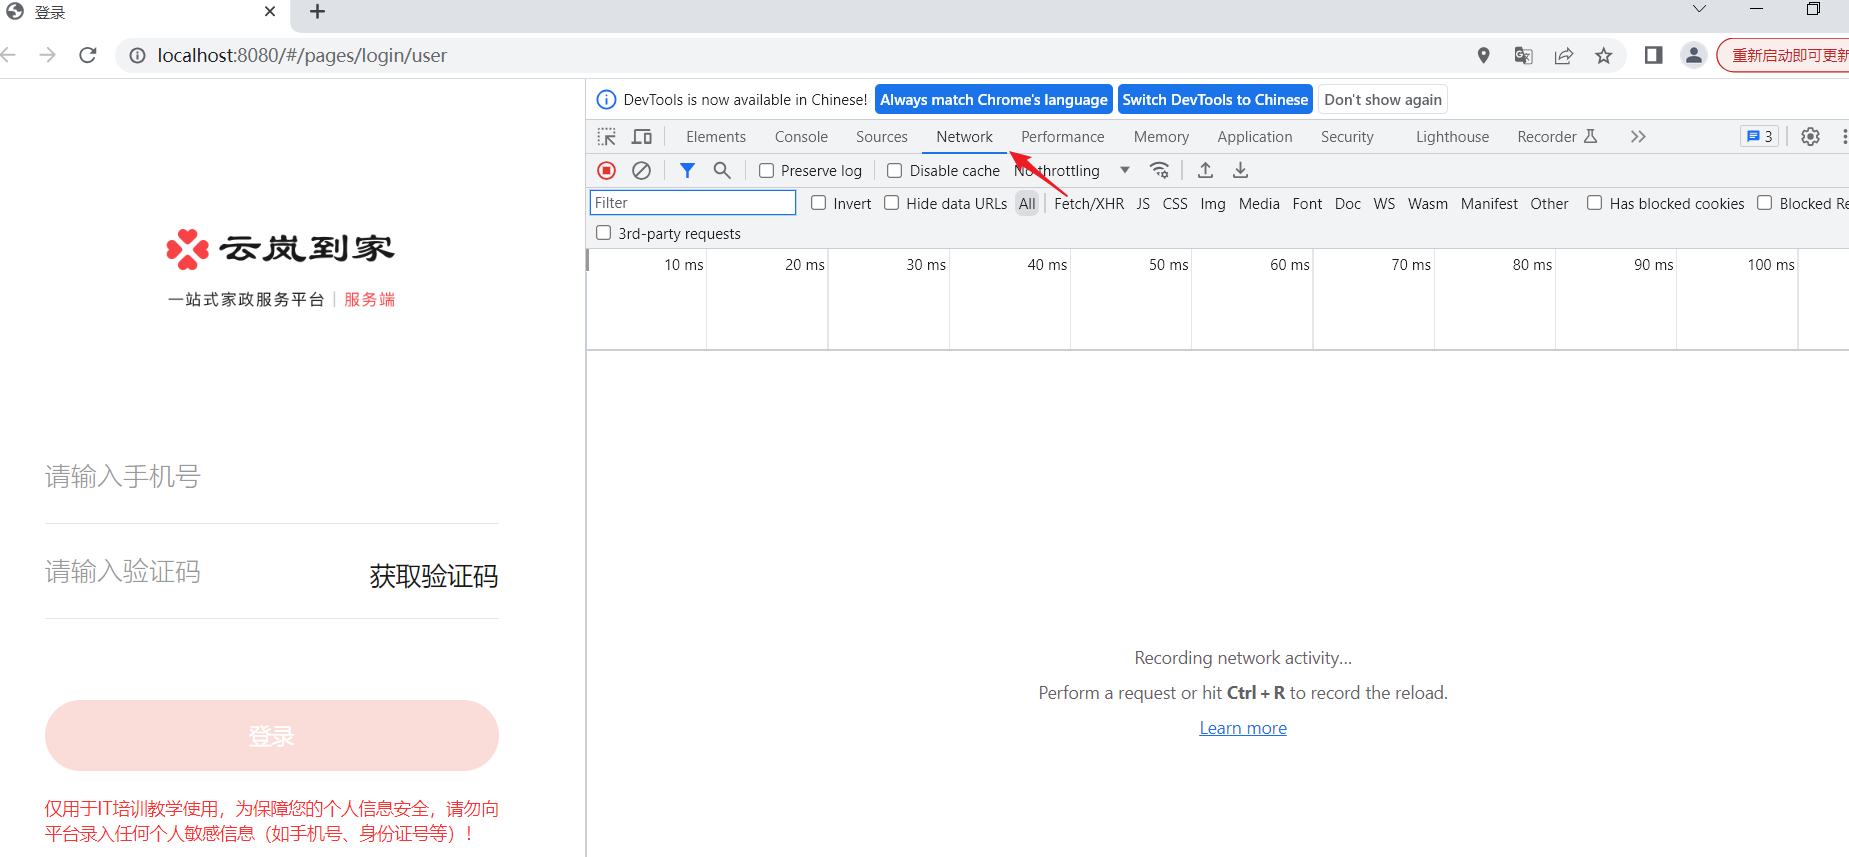 登录
localhost:8080/#/pages/login/user
重新启动即可更新
云岚到家
一站式家政服务平台 | 服务端
请输入手机号
请输入验证码 获取验证码
登录
仅用于IT培训教学使用，为保障您的个人信息安全，请勿向
平台录入任何个人敏感信息（如手机号、身份证号等）！
DevTools is now available in Chinese! Always match Chrome's language Switch DevTools to Chinese Don't show again
Elements Console Sources Network Performance Memory Application Security Lighthouse Recorder 3
Preserve log Disable cache No throttling
Filter Invert Hide data URLs All Fetch/XHR JS CSS Img Media Font Doc WS Wasm Manifest Other Has blocked cookies Blocked Re
3rd-party requests
10 ms 20 ms 30 ms 40 ms 50 ms 60 ms 70 ms 80 ms 90 ms 100 ms
Recording network activity...
Perform a request or hit Ctrl + R to record the reload.
Learn more